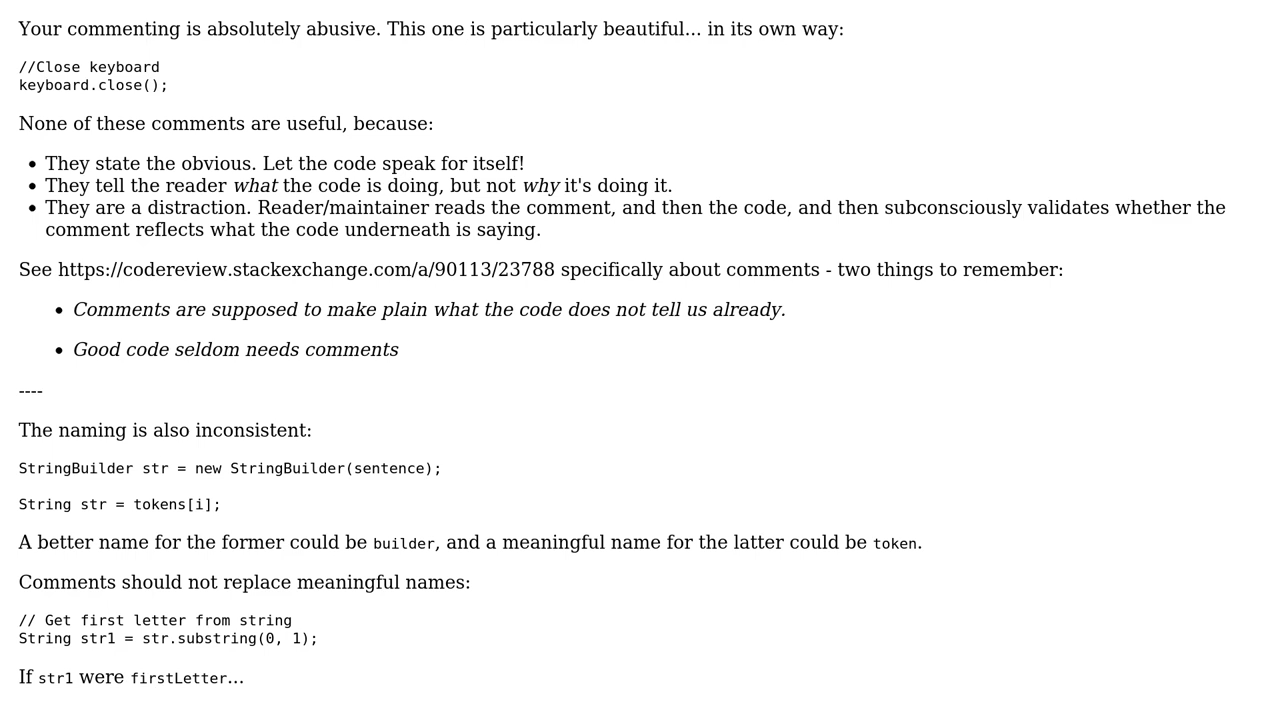 Your commenting is absolutely abusive. This one is particularly beautiful... in its own way:
//Close keyboard
keyboard.close();
None of these comments are useful, because:
• They state the obvious. Let the code speak for itself!
• They tell the reader what the code is doing, but not why it's doing it.
• They are a distraction. Reader/maintainer reads the comment, and then the code, and then subconsciously validates whether the
comment reflects what the code underneath is saying.
See https://codereview.stackexchange.com/a/90113/23788 specifically about comments - two things to remember:
• Comments are supposed to make plain what the code does not tell us already.
• Good code seldom needs comments
----
The naming is also inconsistent:
StringBuilder str = new StringBuilder(sentence);
String str = tokens[i];
A better name for the former could be builder, and a meaningful name for the latter could be token.
Comments should not replace meaningful names:
// Get first letter from string
String str1 = str.substring(0, 1);
If str1 were firstLetter...